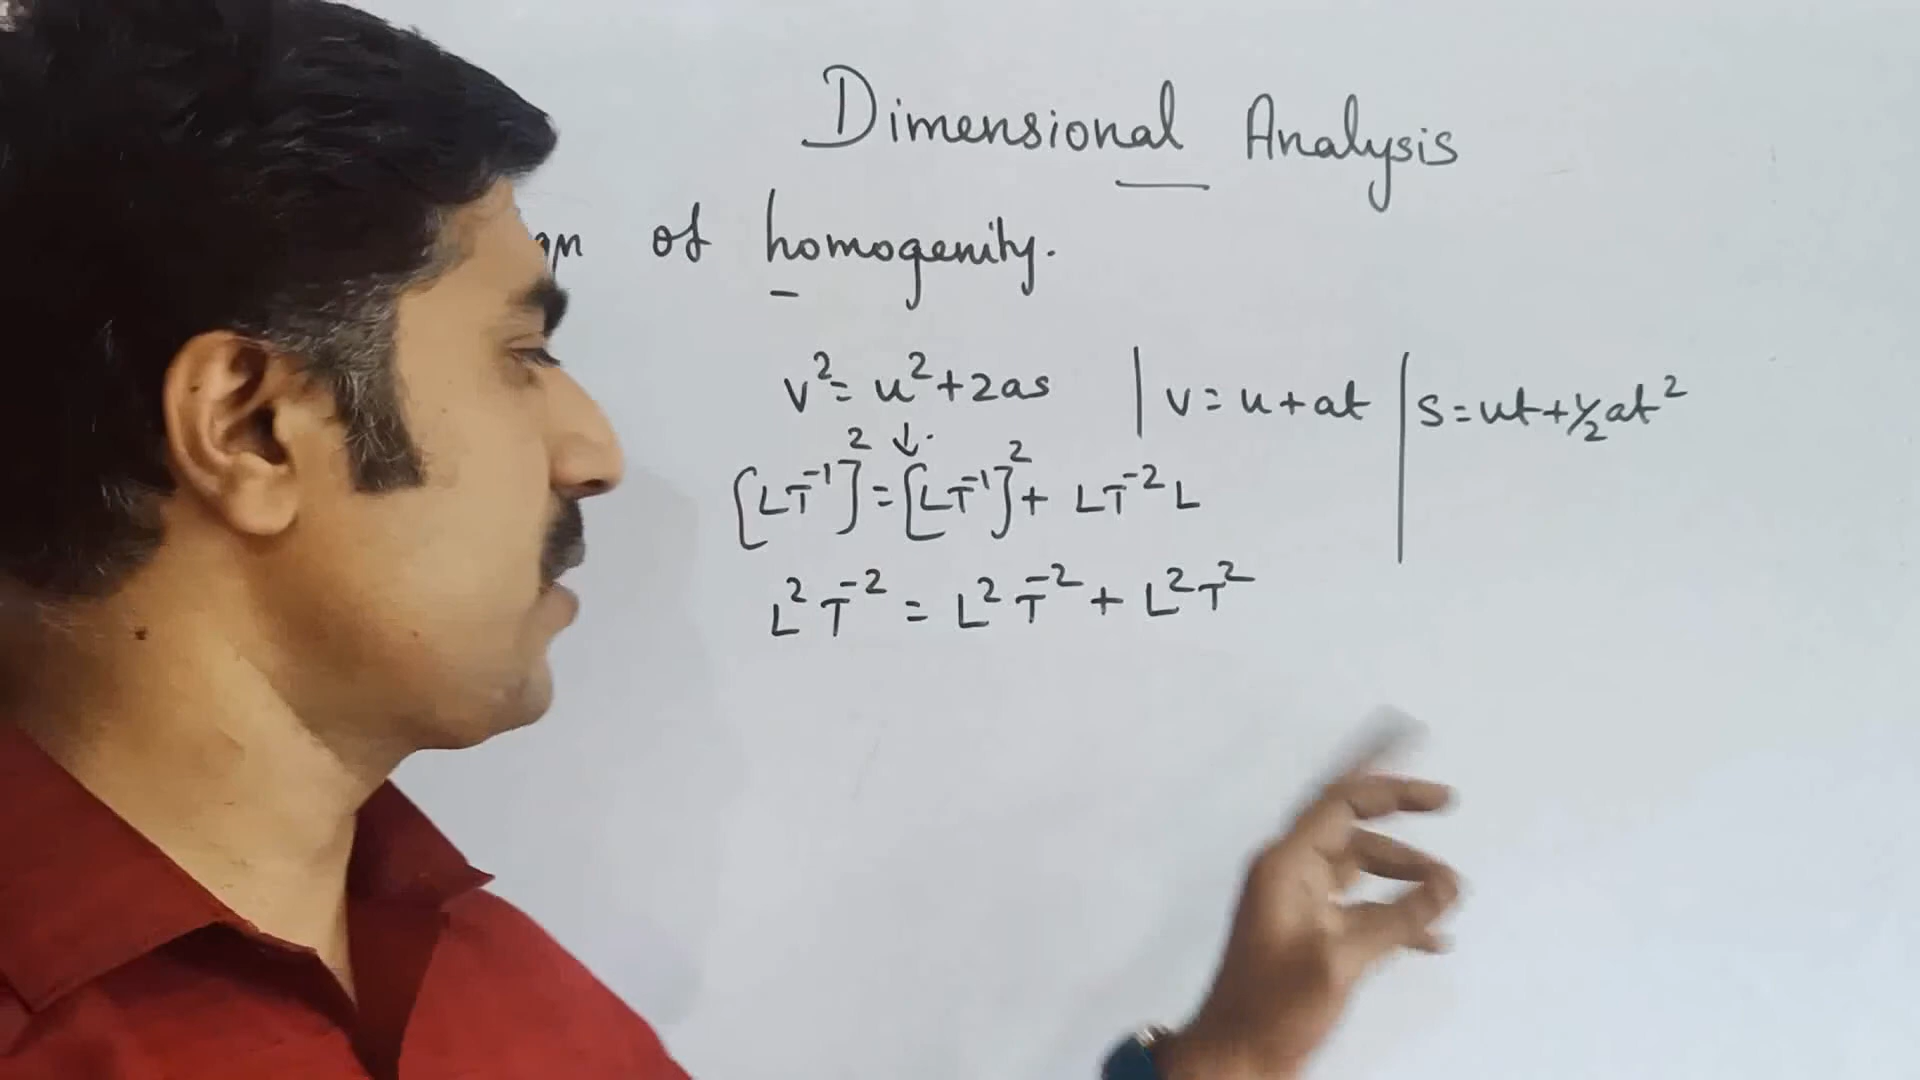 Dimensional Analysis
of homogenity.
v²= u²+2as | v=u+at | S=ut+½at²
↓.
[LT⁻¹]²=[LT⁻¹]²+ LT⁻²L
L²T⁻² = L²T⁻²+ L²T²